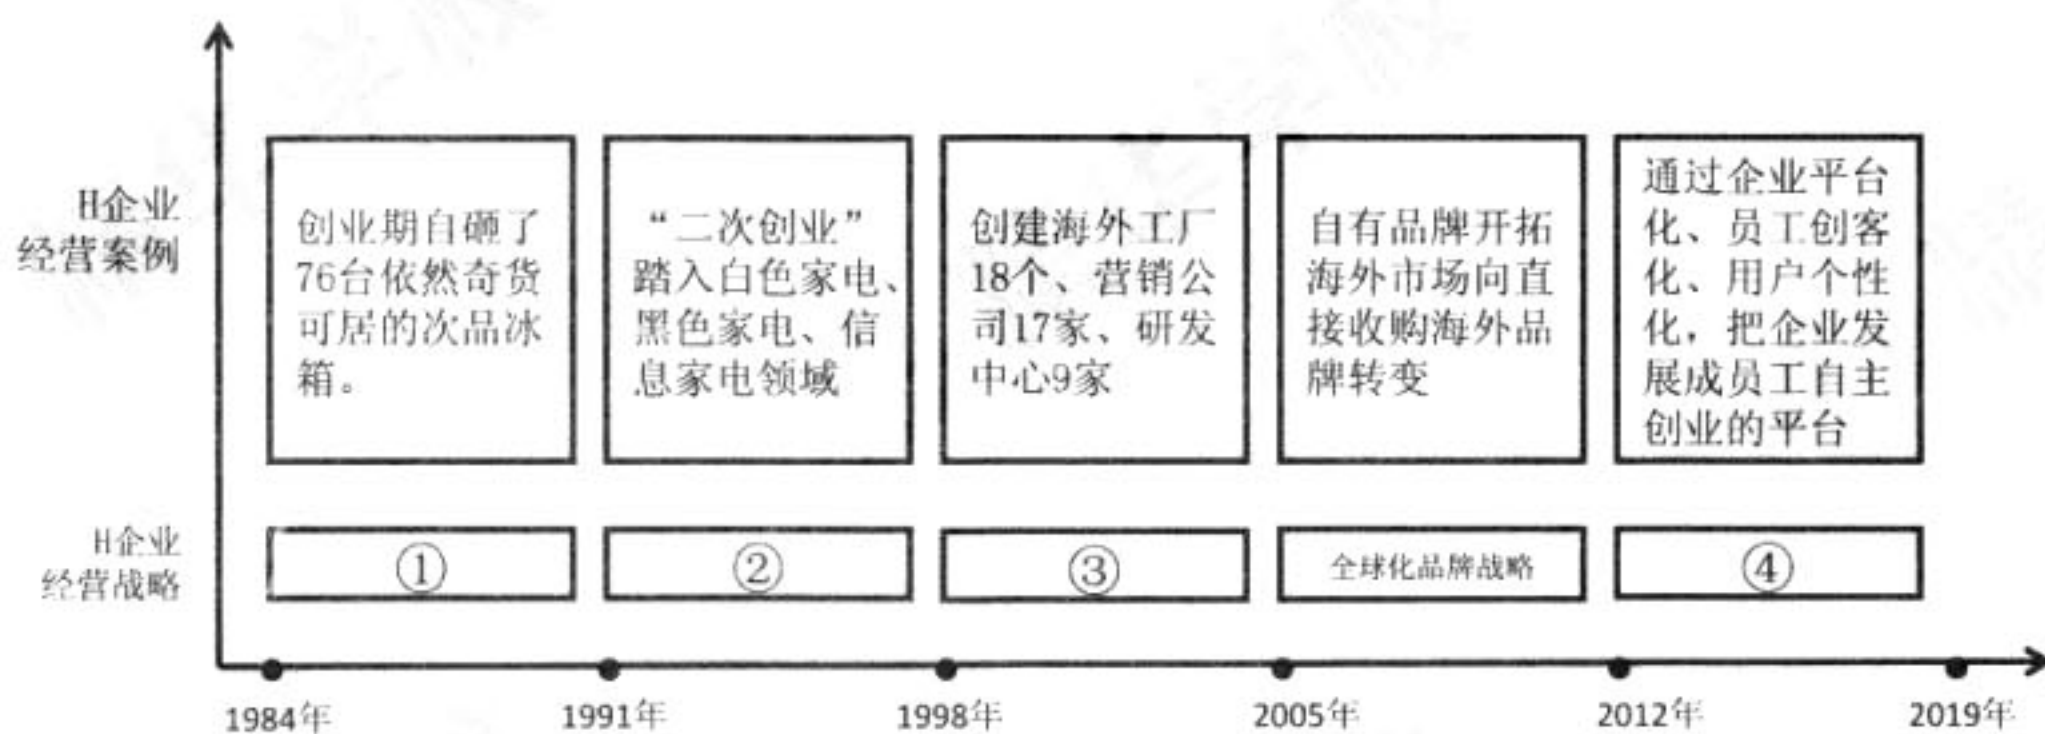 H企业
经营案例
创业期自砸了
76台依然奇货
可居的次品冰
箱。
“二次创业”
踏入白色家电、
黑色家电、信
息家电领域
创建海外工厂
18个、营销公
司17家、研发
中心9家
自有品牌开拓
海外市场向直
接收购海外品
牌转变
通过企业平台
化、员工创客
化、用户个性
化，把企业发
展成员工自主
创业的平台
H企业
经营战略
①
②
③
全球化品牌战略
④
1984年
1991年
1998年
2005年
2012年
2019年